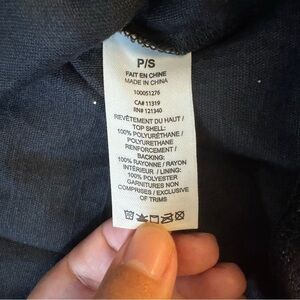 P/S
FAIT EN CHINE
MADE IN CHINA
100051276
CA# 11319
RN# 121340
REVÊTEMENT DU HAUT /
TOP SHELL:
100% POLYURÉTHANE /
POLYURETHANE
RENFORCEMENT /
BACKING:
100% RAYONNE / RAYON
INTÉRIEUR / LINING:
100% POLYESTER
GARNITURES NON
COMPRISES / EXCLUSIVE
OF TRIMS